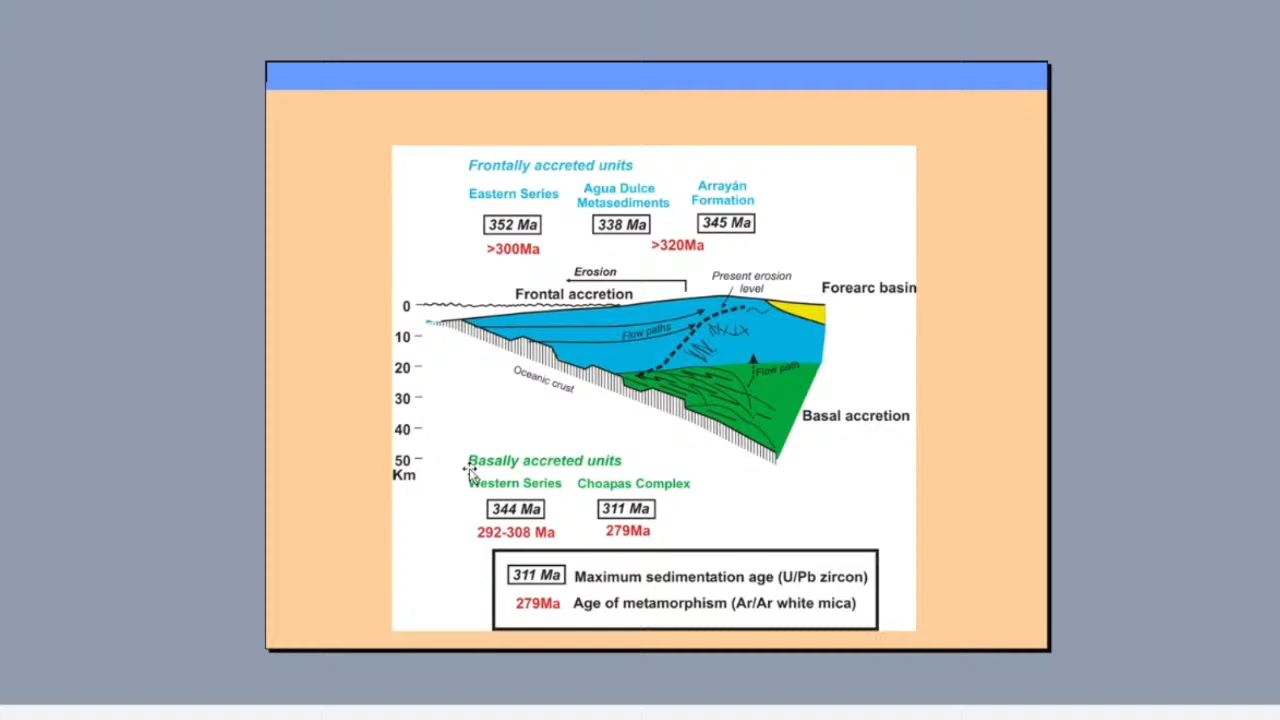 Frontally accreted units
Eastern Series
Agua Dulce
Metasediments
Arrayán
Formation
352 Ma
338 Ma
345 Ma
>300Ma
>320Ma
Erosion
Present erosion
level
Frontal accretion
Forearc basin
0
10
20
30
40
50
Km
Flow paths
Oceanic crust
Flow path
Basal accretion
Basally accreted units
Western Series
Choapas Complex
344 Ma
311 Ma
292-308 Ma
279Ma
311 Ma Maximum sedimentation age (U/Pb zircon)
279Ma Age of metamorphism (Ar/Ar white mica)